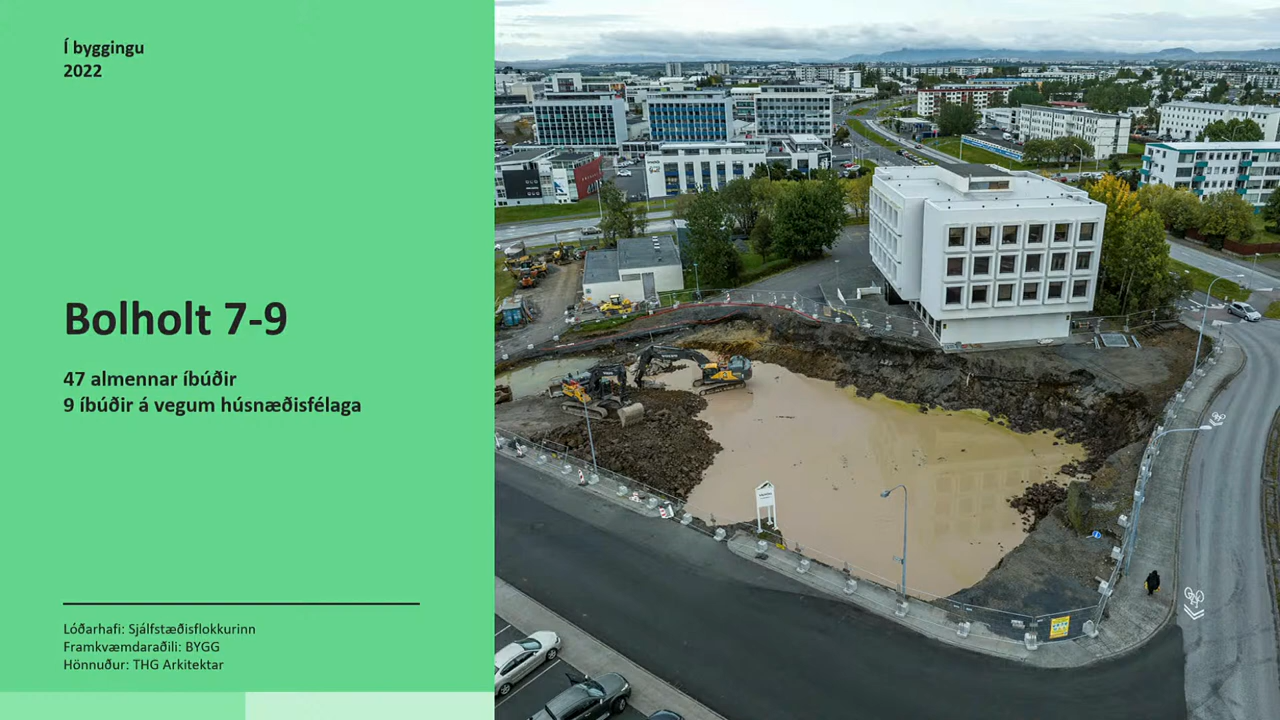 Í byggingu
2022
Bolholt 7-9
47 almennar íbúðir
9 íbúðir á vegum húsnæðisfélaga
Lóðarhafi: Sjálfstæðisflokkurinn
Framkvæmdaraðili: BYGG
Hönnuður: THG Arkitektar